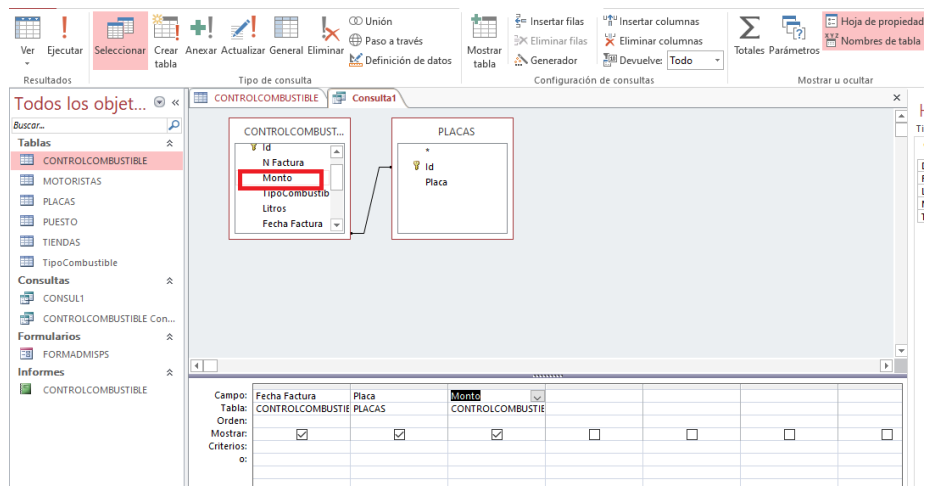 Ver
Ejecutar
Seleccionar
Crear tabla
Anexar
Actualizar
General
Eliminar
Unión
Paso a través
Definición de datos
Mostrar tabla
Insertar filas
Eliminar filas
Generador
Insertar columnas
Eliminar columnas
Devuelve: Todo
Totales
Parámetros
Hoja de propiedad
Nombres de tabla
Resultados
Tipo de consulta
Configuración de consultas
Mostrar u ocultar
Todos los objet...
Buscar...
Tablas
CONTROLCOMBUSTIBLE
MOTORISTAS
PLACAS
PUESTO
TIENDAS
TipoCombustible
Consultas
CONSUL1
CONTROLCOMBUSTIBLE Con...
Formularios
FORMADMISPS
Informes
CONTROLCOMBUSTIBLE
CONTROLCOMBUSTIBLE
Consulta1
CONTROLCOMBUST...
Id
N Factura
Monto
TipoCombustib
Litros
Fecha Factura
PLACAS
*
Id
Placa
Campo: Fecha Factura Placa Monto
Tabla: CONTROLCOMBUSTIE PLACAS CONTROLCOMBUSTIE
Orden:
Mostrar:
Criterios:
o: